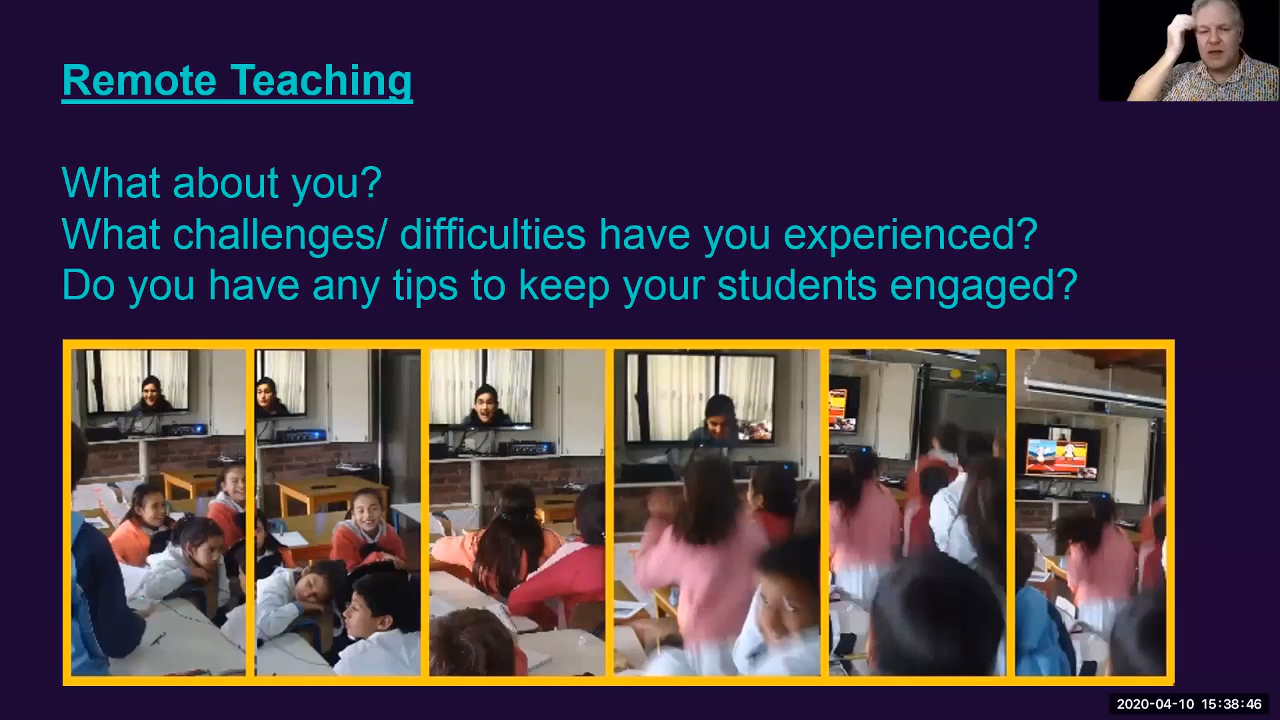 Remote Teaching
What about you?
What challenges/ difficulties have you experienced?
Do you have any tips to keep your students engaged?
2020-04-10 15:38:46